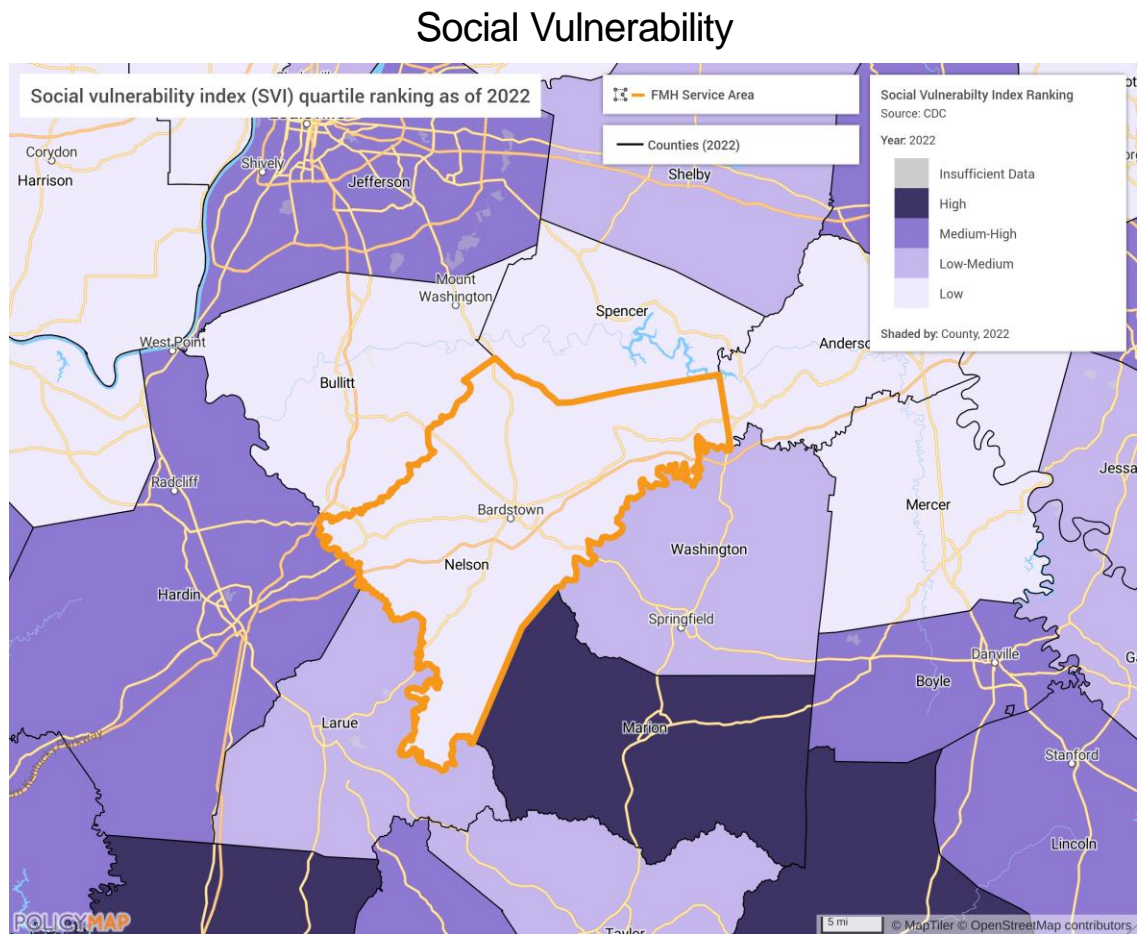 Social Vulnerability
Social vulnerability index (SVI) quartile ranking as of 2022
FMH Service Area
Counties (2022)
Social Vulnerabilty Index Ranking
Source: CDC
Year: 2022
Insufficient Data
High
Medium-High
Low-Medium
Low
Shaded by: County, 2022
Corydon
Harrison
Shively
Jefferson
Shelby
Mount
Washington
Spencer
West Point
Bullitt
Radcliff
Bardstown
Mercer
Washington
Nelson
Hardin
Springfield
Danville
Boyle
Larue
Marion
Stanford
Lincoln
Taylor
POLICYMAP
5 mi
© MapTiler © OpenStreetMap contributors